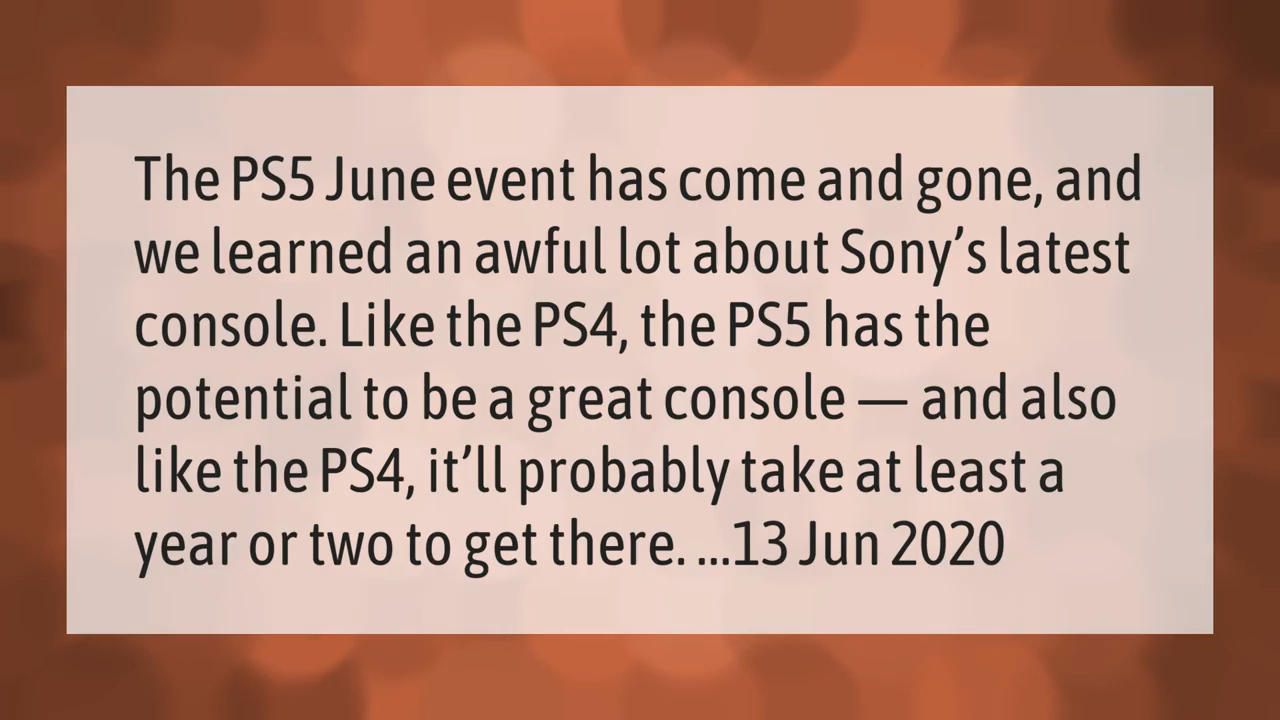 The PS5 June event has come and gone, and
we learned an awful lot about Sony’s latest
console. Like the PS4, the PS5 has the
potential to be a great console — and also
like the PS4, it’ll probably take at least a
year or two to get there. ...13 Jun 2020